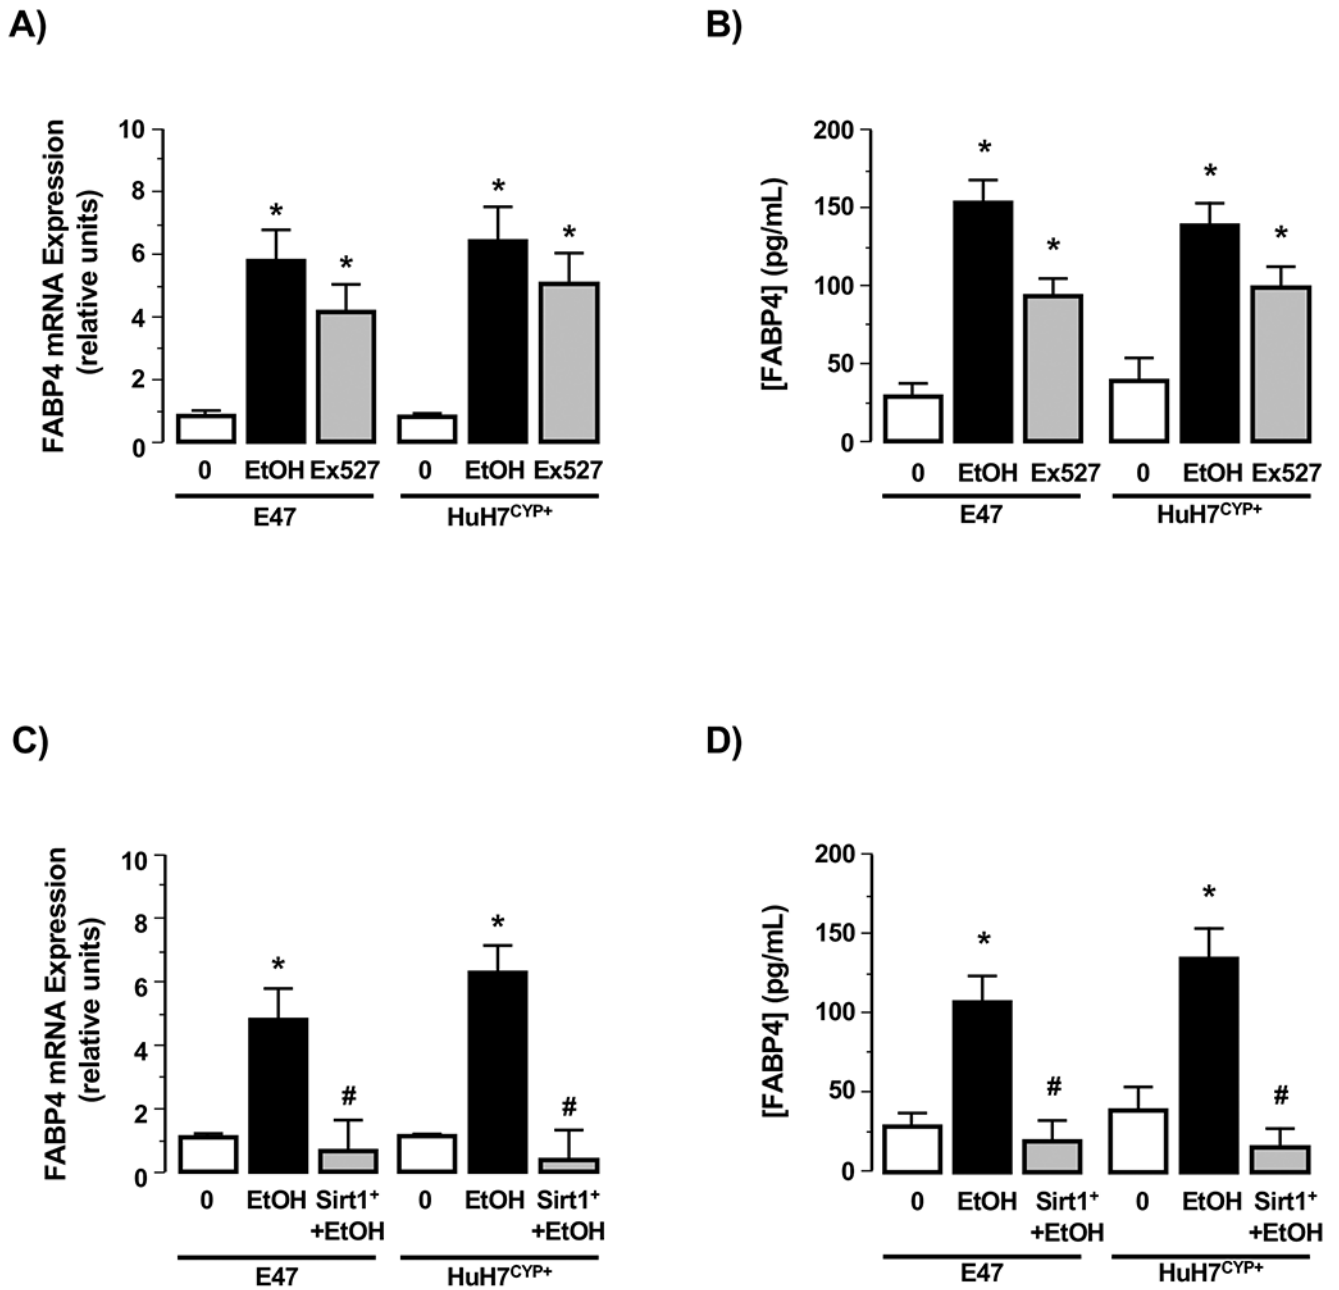 A)
FABP4 mRNA Expression
(relative units)
10
8
6
4
2
0
*
*
*
*
0 EtOH Ex527 0 EtOH Ex527
E47 HuH7CYP+
B)
[FABP4] (pg/mL)
200
150
100
50
0
*
*
*
*
0 EtOH Ex527 0 EtOH Ex527
E47 HuH7CYP+
C)
FABP4 mRNA Expression
(relative units)
10
8
6
4
2
0
*
#
*
#
0 EtOH Sirt1+ 0 EtOH Sirt1+
+EtOH +EtOH
E47 HuH7CYP+
D)
[FABP4] (pg/mL)
200
150
100
50
0
*
#
*
#
0 EtOH Sirt1+ 0 EtOH Sirt1+
+EtOH +EtOH
E47 HuH7CYP+